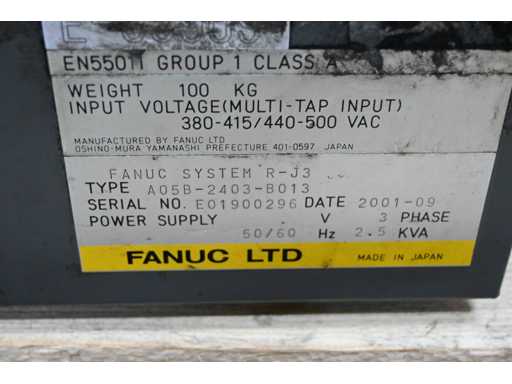 EN55011 GROUP 1 CLASS A
WEIGHT 100 KG
INPUT VOLTAGE(MULTI-TAP INPUT)
380-415/440-500 VAC
MANUFACTURED BY FANUC LTD
OSHINO-MURA YAMANASHI PREFECTURE 401-0597 JAPAN
FANUC SYSTEM R-J3
TYPE A05B-2403-B013
SERIAL NO. E01900296 DATE 2001-09
POWER SUPPLY - V 3 PHASE
50/60 Hz 2.5 KVA
FANUC LTD MADE IN JAPAN